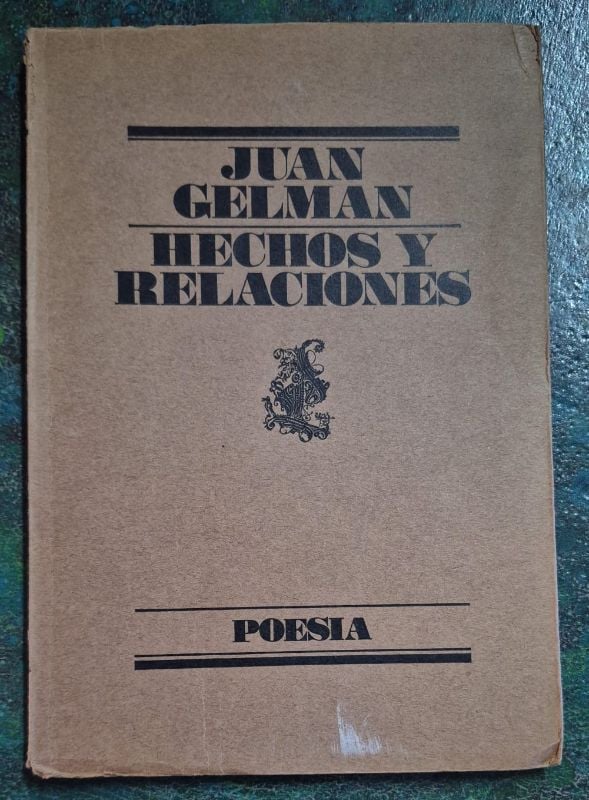 JUAN
GELMAN
HECHOS Y
RELACIONES
POESIA